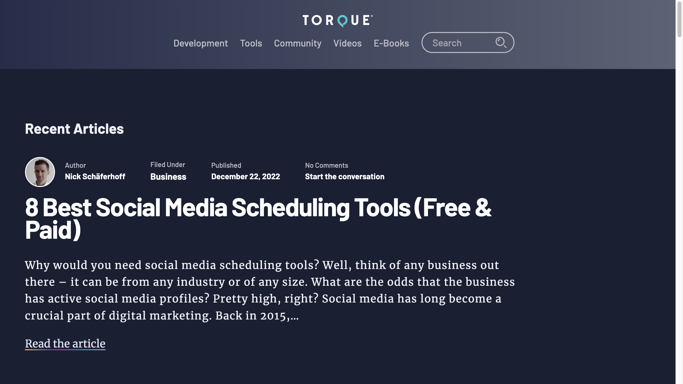 TORQUE
Development Tools Community Videos E-Books Search
Recent Articles
Author Filed Under Published No Comments
Nick Schäferhoff Business December 22, 2022 Start the conversation
8 Best Social Media Scheduling Tools (Free &
Paid)
Why would you need social media scheduling tools? Well, think of any business out
there – it can be from any industry or of any size. What are the odds that the business
has active social media profiles? Pretty high, right? Social media has long become a
crucial part of digital marketing. Back in 2015,…
Read the article